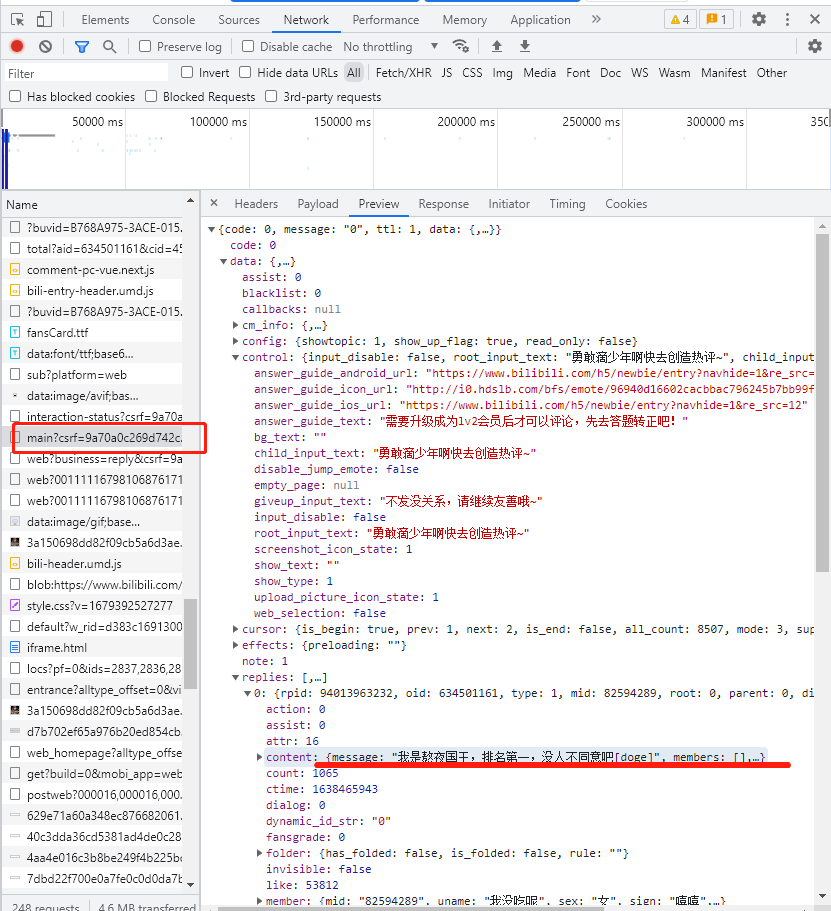 Elements Console Sources Network Performance Memory Application » 4 1
Preserve log Disable cache No throttling
Filter Invert Hide data URLs All Fetch/XHR JS CSS Img Media Font Doc WS Wasm Manifest Other
Has blocked cookies Blocked Requests 3rd-party requests
50000 ms 100000 ms 150000 ms 200000 ms 250000 ms 300000 ms 350
Name
?buvid=B768A975-3ACE-015.
total?aid=634501161&cid=45
comment-pc-vue.next.js
bili-entry-header.umd.js
?buvid=B768A975-3ACE-015.
fansCard.ttf
data:font/ttf;base6...
sub?platform=web
data:image/avif;bas...
interaction-status?csrf=9a70a
main?csrf=9a70a0c269d742c.
web?business=reply&csrf=9a
web?001111167981068761​71
web?001111167981068761​71
data:image/gif;base...
3a150698dd82f09cb5a6d3ae.
bili-header.umd.js
blob:https://www.bilibili.com/
style.css?v=1679392527277
default?w_rid=d383c1691300
iframe.html
locs?pf=0&ids=2837,2836,28
entrance?alltype_offset=0&vi
3a150698dd82f09cb5a6d3ae.
d7b702ef65a976b20ed854cb.
web_homepage?alltype_offse
get?build=0&mobi_app=web
postweb?000016,000016,000.
629e71a60a348ec876682061.
40c3dda36cd5381ad4de0c28
4aa4e016c3b8be249f4b225b
7dbd22f700e0a7fe0c0d0da7b
248 requests 4.6 MB transferred
× Headers Payload Preview Response Initiator Timing Cookies
{code: 0, message: "0", ttl: 1, data: {,…}}
code: 0
data: {,…}
assist: 0
blacklist: 0
callbacks: null
cm_info: {,…}
config: {showtopic: 1, show_up_flag: true, read_only: false}
control: {input_disable: false, root_input_text: "勇敢滴少年啊快去创造热评~", child_input
answer_guide_android_url: "https://www.bilibili.com/h5/newbie/entry?navhide=1&re_src=
answer_guide_icon_url: "http://i0.hdslb.com/bfs/emote/96940d16602cacbbac796245b7bb99f
answer_guide_ios_url: "https://www.bilibili.com/h5/newbie/entry?navhide=1&re_src=12"
answer_guide_text: "需要升级成为lv2会员后才可以评论，先去答题转正吧！"
bg_text: ""
child_input_text: "勇敢滴少年啊快去创造热评~"
disable_jump_emote: false
empty_page: null
giveup_input_text: "不发没关系，请继续友善哦~"
input_disable: false
root_input_text: "勇敢滴少年啊快去创造热评~"
screenshot_icon_state: 1
show_text: ""
show_type: 1
upload_picture_icon_state: 1
web_selection: false
cursor: {is_begin: true, prev: 1, next: 2, is_end: false, all_count: 8507, mode: 3, sup
effects: {preloading: ""}
note: 1
replies: [,…]
0: {rpid: 94013963232, oid: 634501161, type: 1, mid: 82594289, root: 0, parent: 0, di
action: 0
assist: 0
attr: 16
content: {message: "我是熬夜国王，排名第一，没人不同意吧[doge]", members: [],…}
count: 1065
ctime: 1638465943
dialog: 0
dynamic_id_str: "0"
fansgrade: 0
folder: {has_folded: false, is_folded: false, rule: ""}
invisible: false
like: 53812
member: {mid: "82594289", uname: "我没吃呢", sex: "女", sign: "嘻嘻",…}